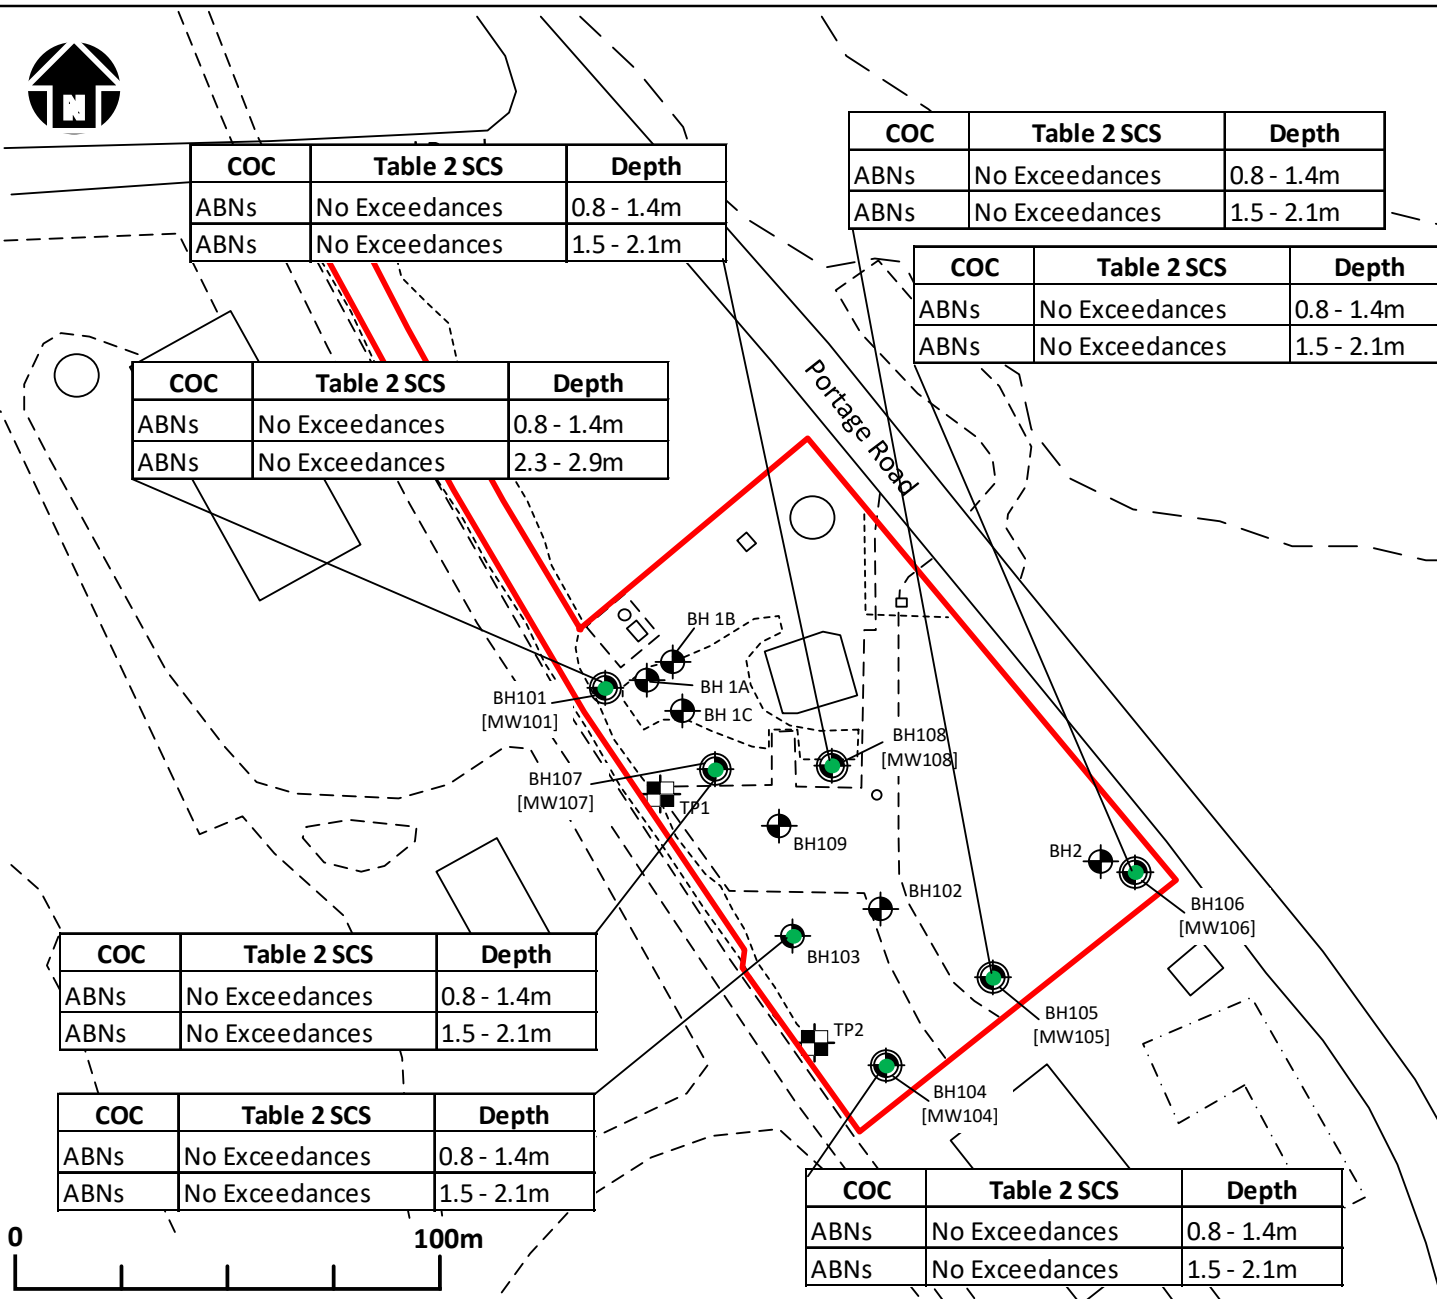 N
COC Table 2 SCS Depth
ABNs No Exceedances 0.8 - 1.4m
ABNs No Exceedances 1.5 - 2.1m
COC Table 2 SCS Depth
ABNs No Exceedances 0.8 - 1.4m
ABNs No Exceedances 1.5 - 2.1m
COC Table 2 SCS Depth
ABNs No Exceedances 0.8 - 1.4m
ABNs No Exceedances 1.5 - 2.1m
COC Table 2 SCS Depth
ABNs No Exceedances 0.8 - 1.4m
ABNs No Exceedances 2.3 - 2.9m
Portage Road
BH 1B
BH 1A
BH101
[MW101]
BH 1C
BH108
[MW108]
BH107
[MW107]
TP1
BH109
BH2
BH102
BH106
[MW106]
BH103
BH105
[MW105]
TP2
BH104
[MW104]
COC Table 2 SCS Depth
ABNs No Exceedances 0.8 - 1.4m
ABNs No Exceedances 1.5 - 2.1m
COC Table 2 SCS Depth
ABNs No Exceedances 0.8 - 1.4m
ABNs No Exceedances 1.5 - 2.1m
COC Table 2 SCS Depth
ABNs No Exceedances 0.8 - 1.4m
ABNs No Exceedances 1.5 - 2.1m
0 100m